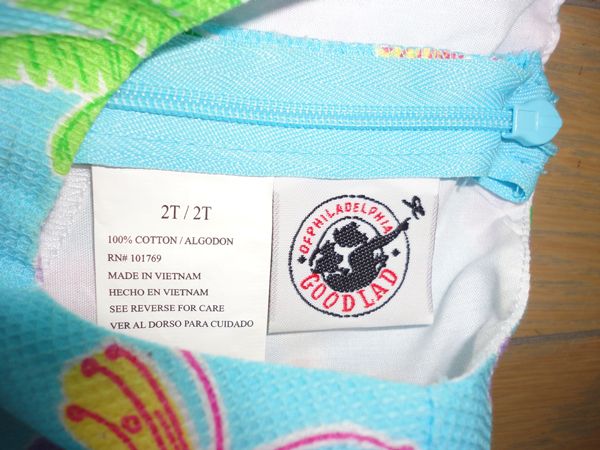 2T / 2T
100% COTTON / ALGODON
RN# 101769
MADE IN VIETNAM
HECHO EN VIETNAM
SEE REVERSE FOR CARE
VER AL DORSO PARA CUIDADO
OF PHILADELPHIA
GOOD LAD